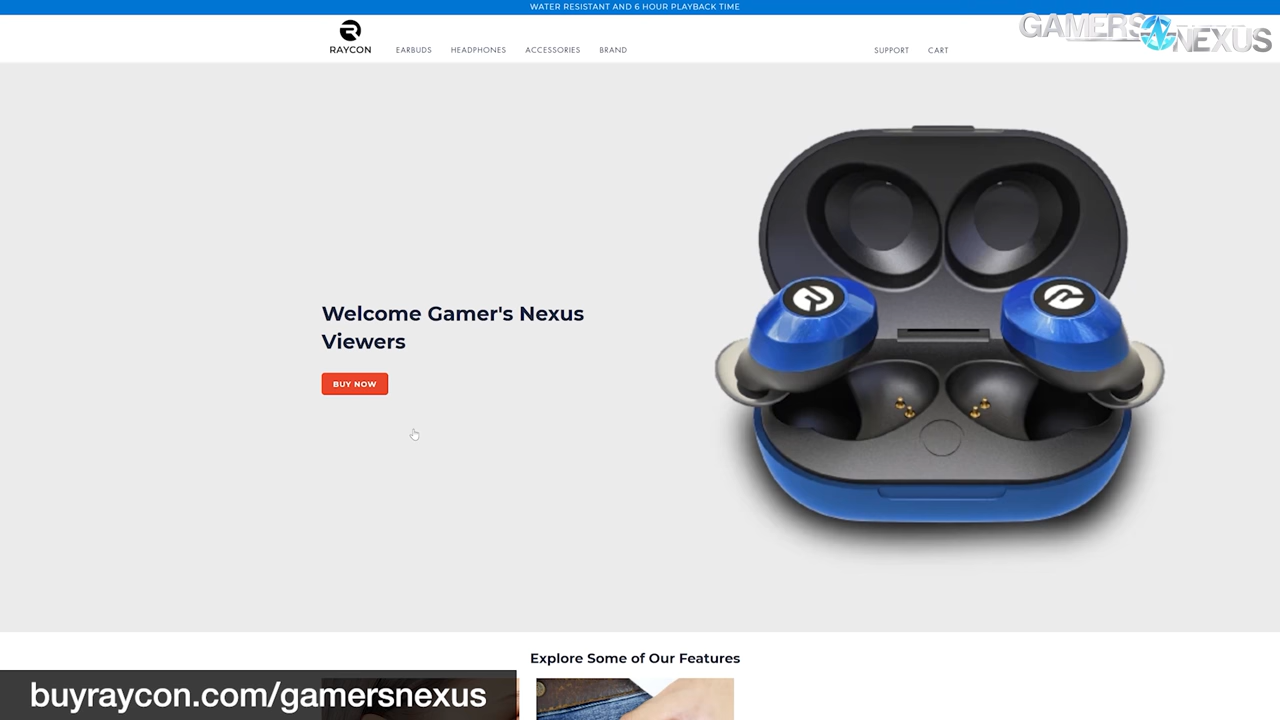 WATER RESISTANT AND 6 HOUR PLAYBACK TIME
GAMERS NEXUS
RAYCON
EARBUDS
HEADPHONES
ACCESSORIES
BRAND
SUPPORT
CART
Welcome Gamer's Nexus
Viewers
BUY NOW
Explore Some of Our Features
buyraycon.com/gamersnexus